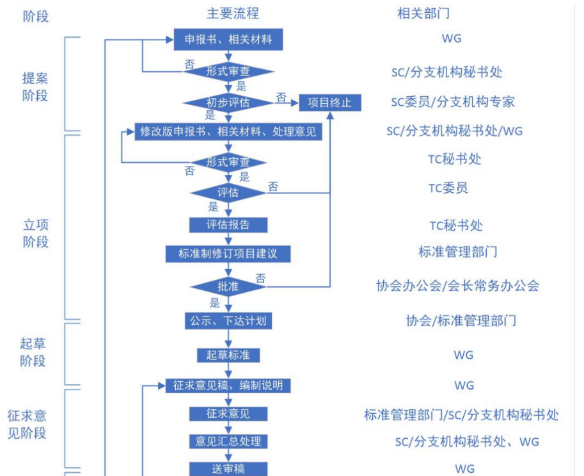 阶段 主要流程 相关部门
申报书、相关材料 WG
否
形式审查 SC/分支机构秘书处
是
提案
阶段
初步评估 否 项目终止 SC委员/分支机构专家
是
修改版申报书、相关材料、处理意见 SC/分支机构秘书处/WG
形式审查 TC秘书处
否 是
评估 否 TC委员
是
评估报告 TC秘书处
立项
阶段
标准制修订项目建议 标准管理部门
否
批准 协会办公会/会长常务办公会
是
公示、下达计划 协会/标准管理部门
起草
阶段
起草标准 WG
征求意见稿、编制说明 WG
征求意
见阶段
征求意见 标准管理部门/SC/分支机构秘书处
意见汇总处理 SC/分支机构秘书处、WG
送审稿 WG